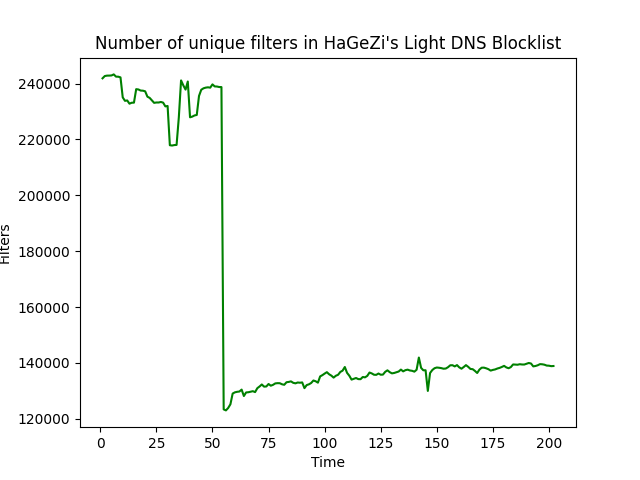 Number of unique filters in HaGeZi's Light DNS Blocklist
240000
220000
200000
180000
160000
140000
120000
Filters
0 25 50 75 100 125 150 175 200
Time